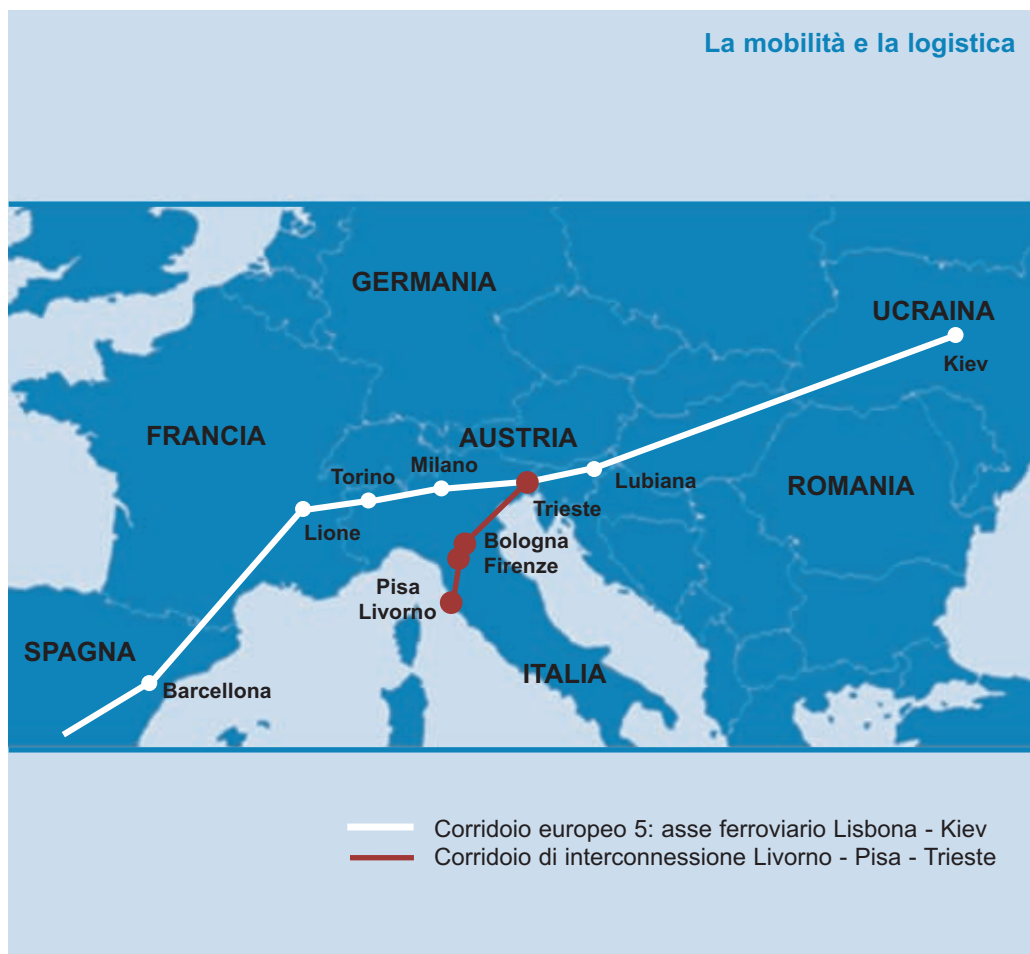 La mobilità e la logistica
GERMANIA
UCRAINA
Kiev
FRANCIA
AUSTRIA
Milano
Torino
Lubiana
ROMANIA
Trieste
Lione
Bologna
Firenze
Pisa
Livorno
SPAGNA
ITALIA
Barcellona
Corridoio europeo 5: asse ferroviario Lisbona - Kiev
Corridoio di interconnessione Livorno - Pisa - Trieste